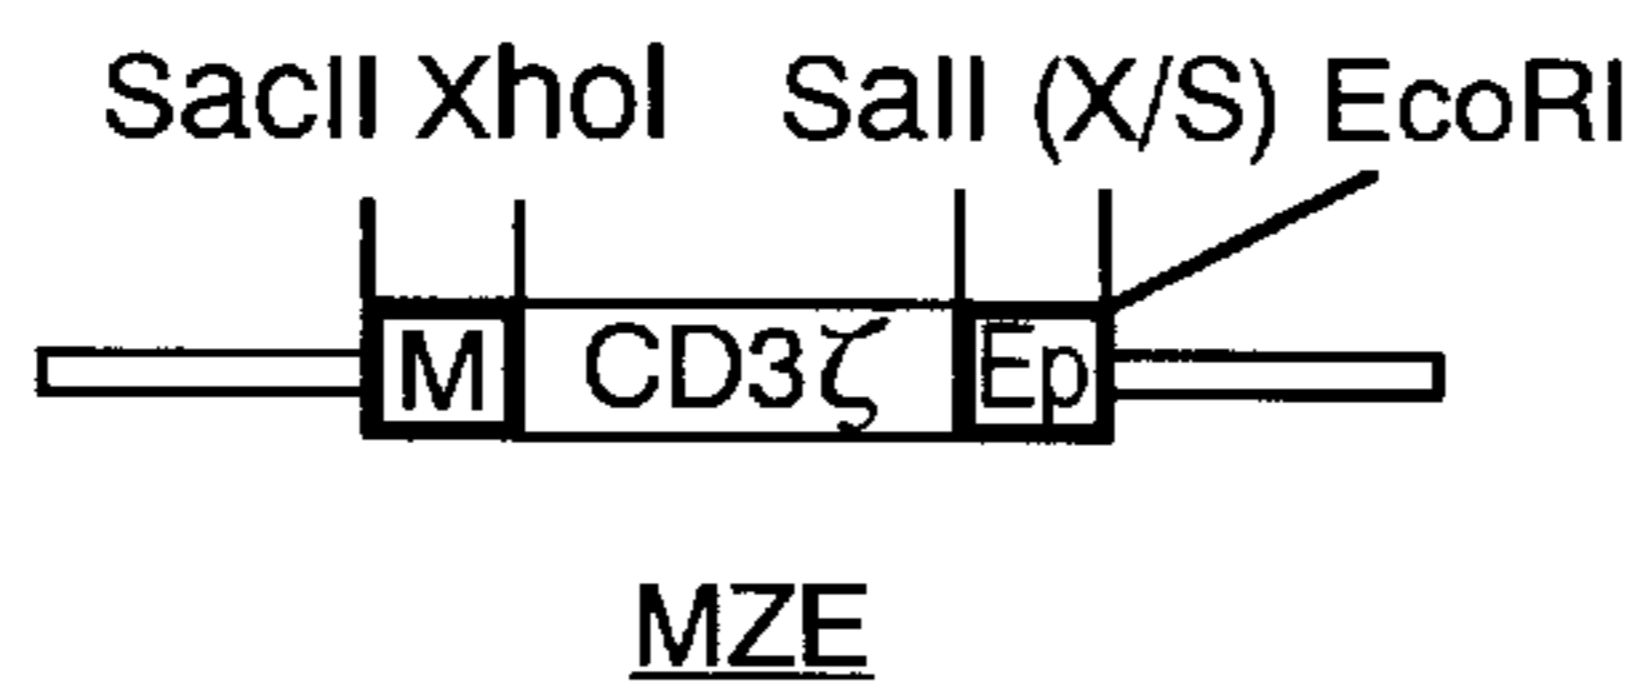 SacII XhoI SalI (X/S) EcoRI
M CD3ζ Ep
MZE